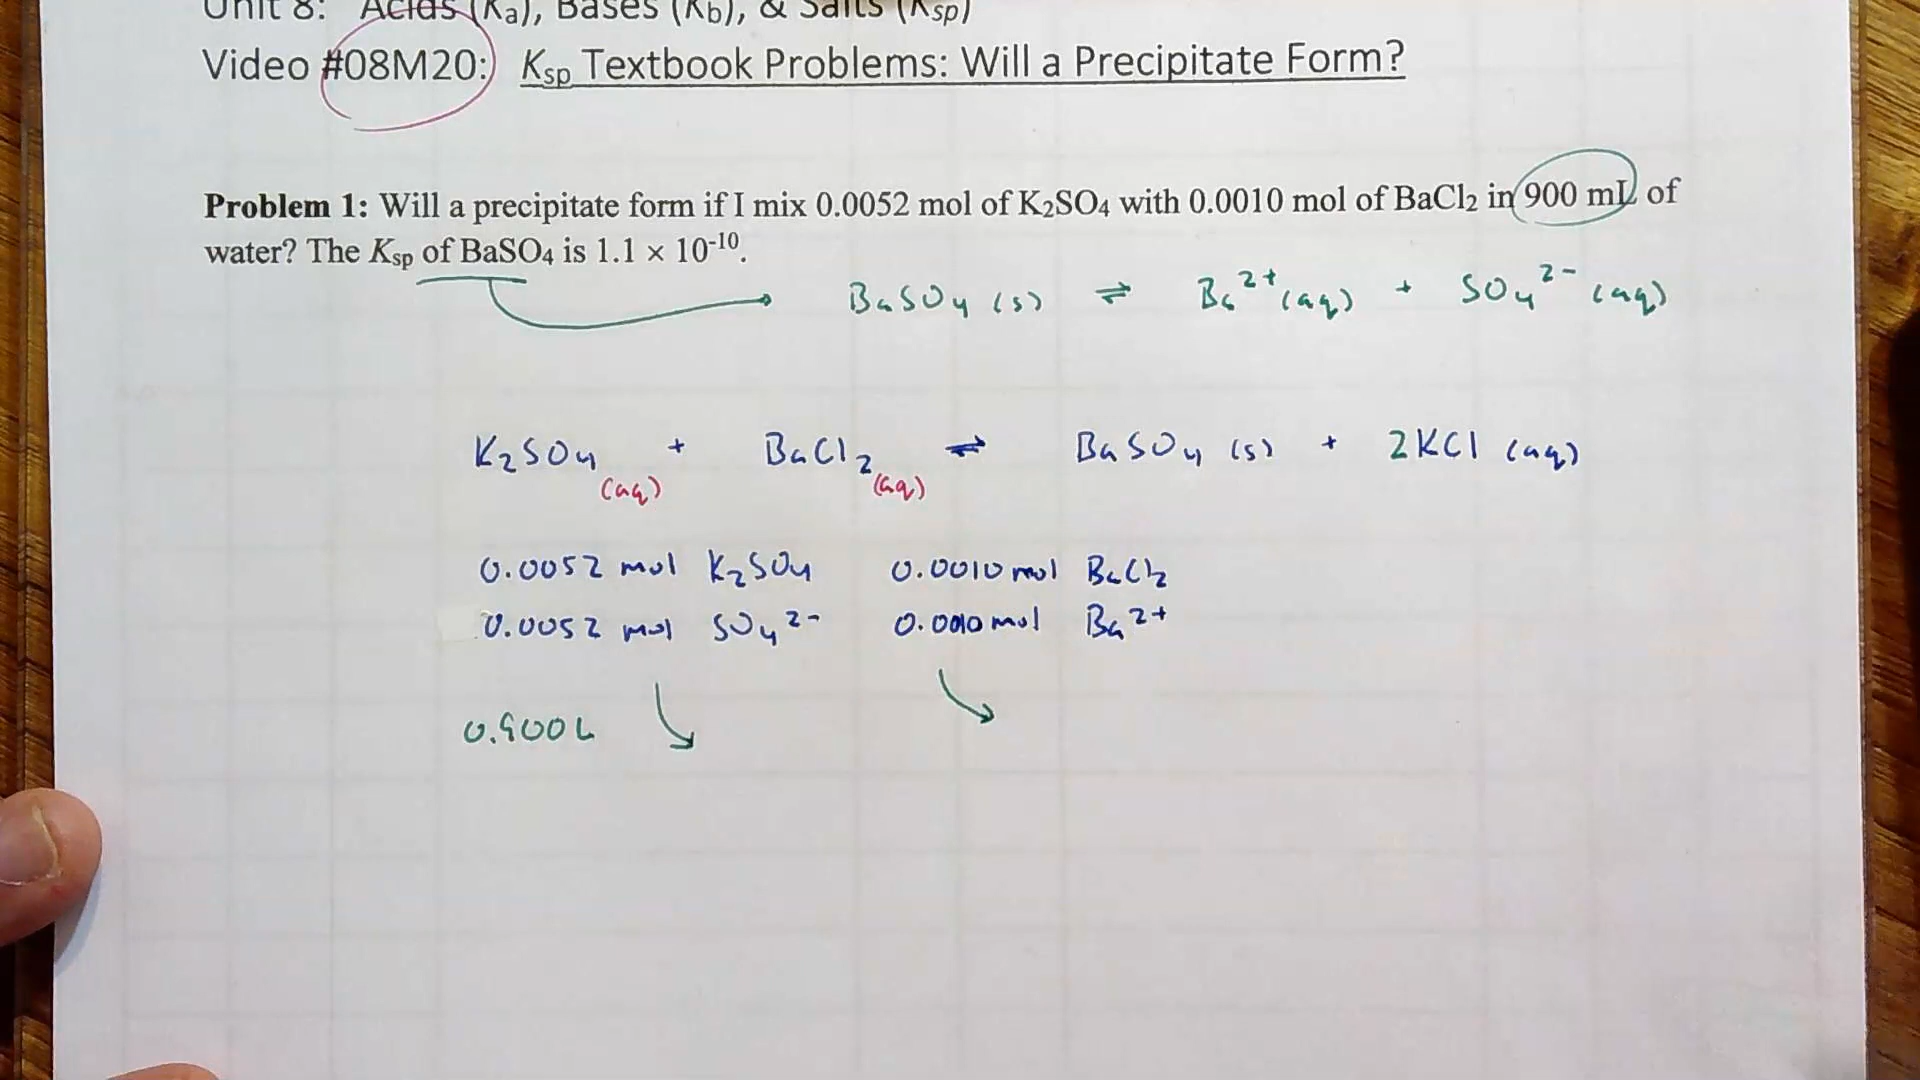 Unit 8: Acids (Ka), Bases (Kb), & Salts (Ksp)
Video #08M20: Ksp Textbook Problems: Will a Precipitate Form?
Problem 1: Will a precipitate form if I mix 0.0052 mol of K₂SO₄ with 0.0010 mol of BaCl₂ in 900 mL of
water? The Ksp of BaSO₄ is 1.1 × 10⁻¹⁰.
BaSO₄ (s) ⇌ Ba²⁺ (aq) + SO₄²⁻ (aq)
K₂SO₄ (aq) + BaCl₂ (aq) ⇌ BaSO₄ (s) + 2KCl (aq)
0.0052 mol K₂SO₄ 0.0010 mol BaCl₂
0.0052 mol SO₄²⁻ 0.0010 mol Ba²⁺
0.900L